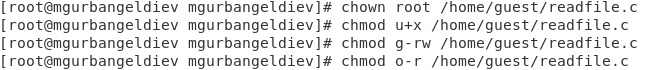 [root@mgurbangeldiev mgurbangeldiev]# chown root /home/guest/readfile.c
[root@mgurbangeldiev mgurbangeldiev]# chmod u+x /home/guest/readfile.c
[root@mgurbangeldiev mgurbangeldiev]# chmod g-rw /home/guest/readfile.c
[root@mgurbangeldiev mgurbangeldiev]# chmod o-r /home/guest/readfile.c